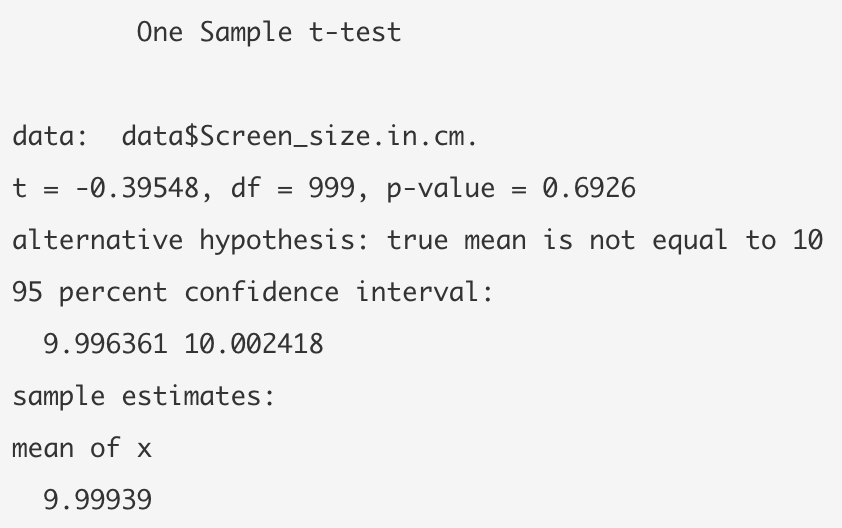 One Sample t-test
data: data$Screen_size.in.cm.
t = -0.39548, df = 999, p-value = 0.6926
alternative hypothesis: true mean is not equal to 10
95 percent confidence interval:
9.996361 10.002418
sample estimates:
mean of x
9.99939